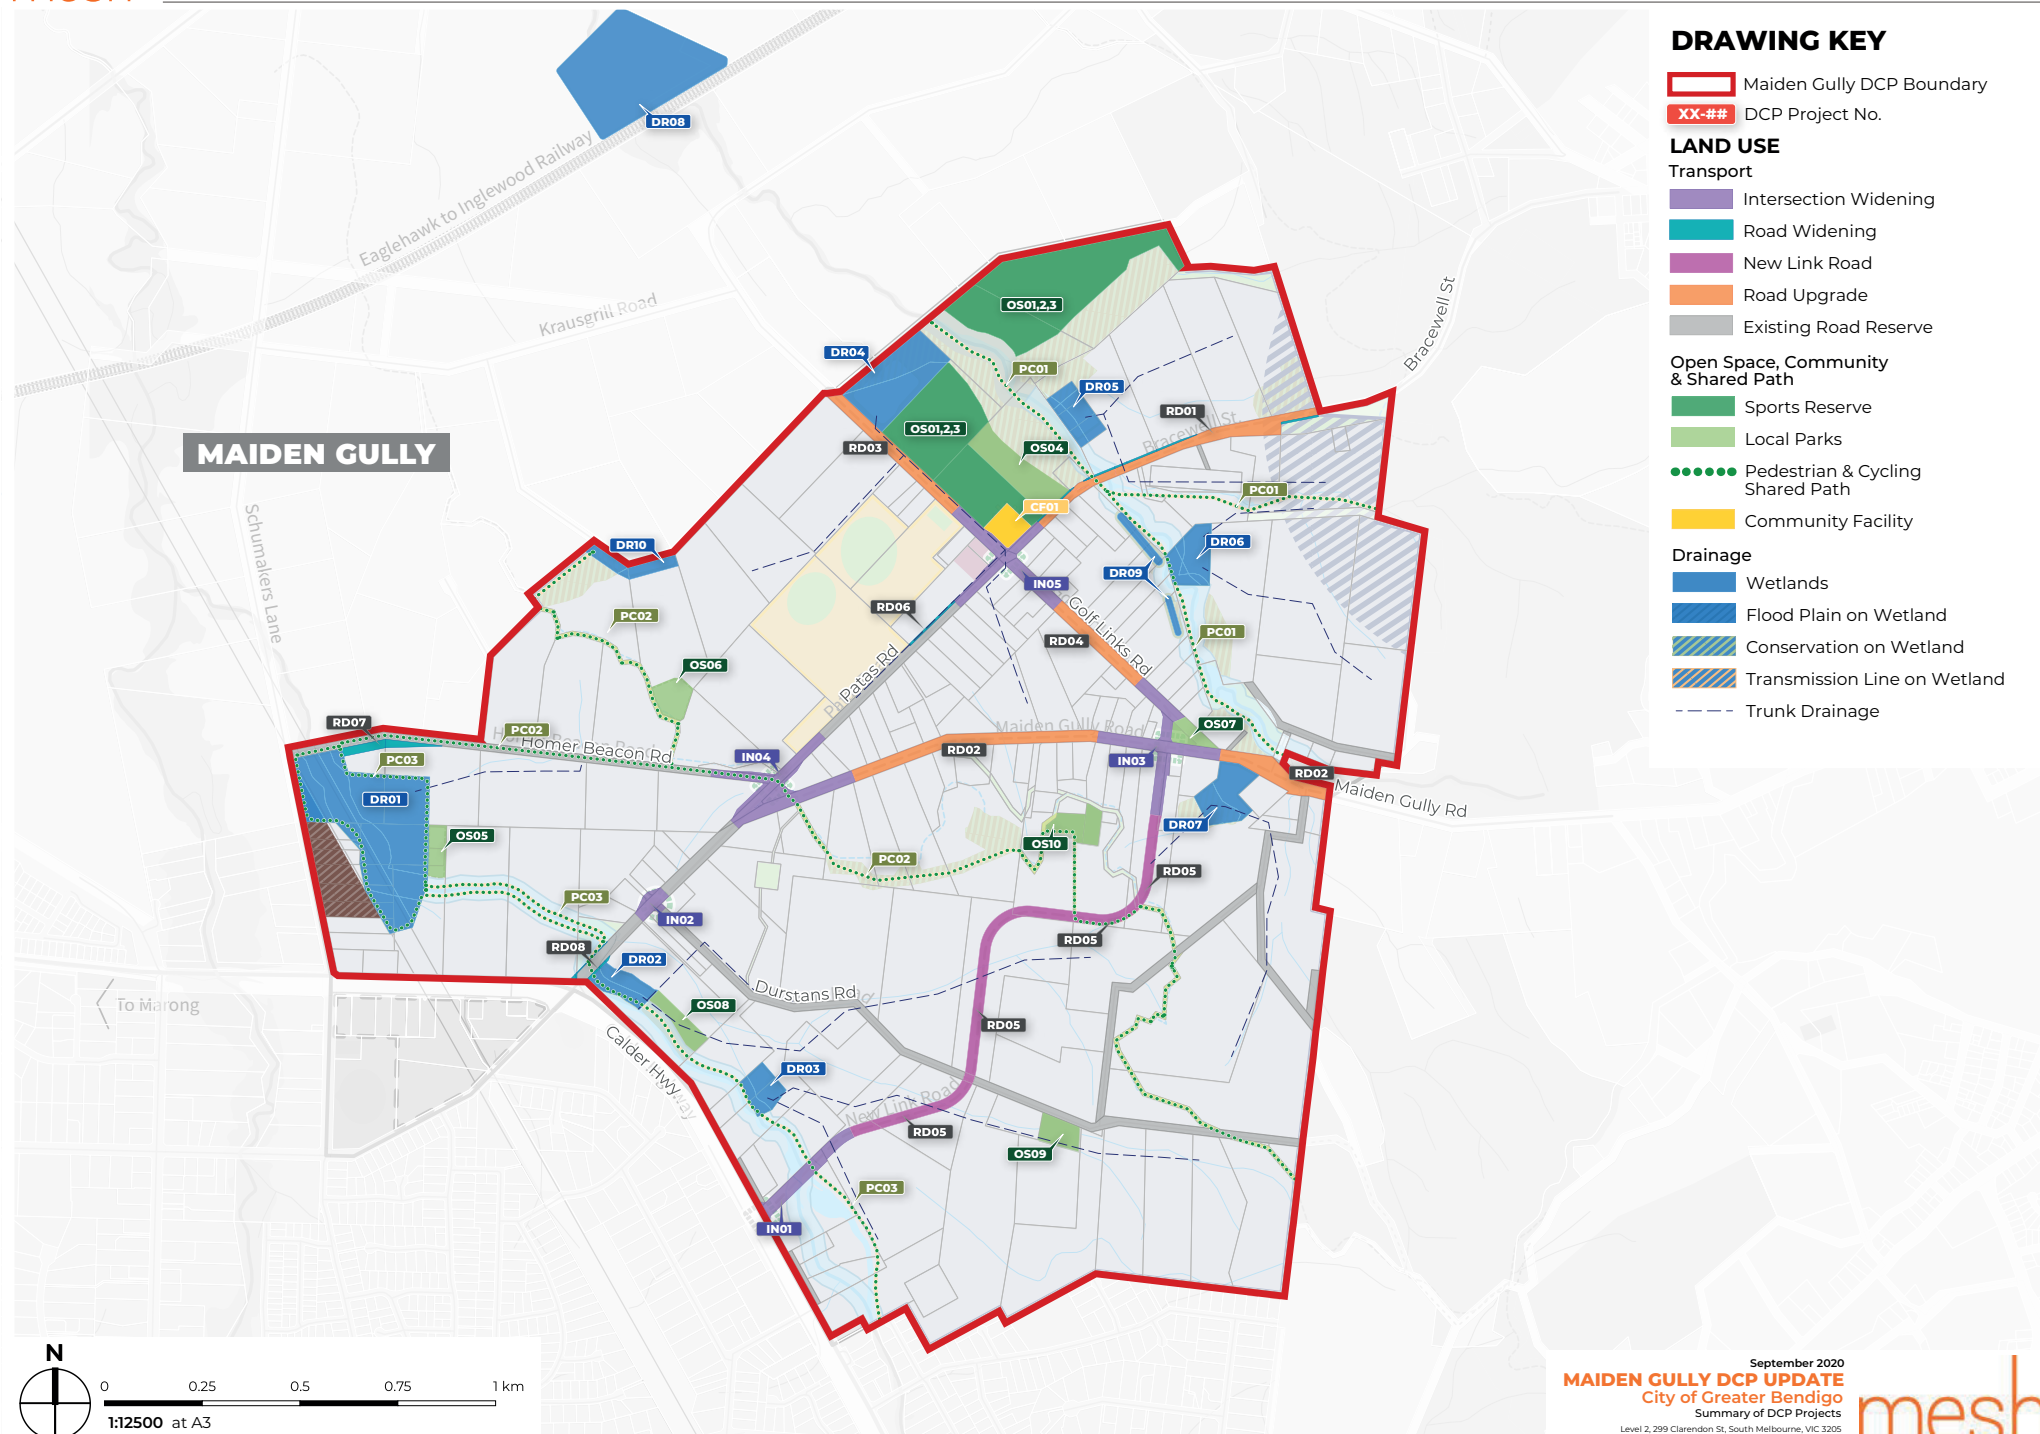 DRAWING KEY
Maiden Gully DCP Boundary
XX-## DCP Project No.
LAND USE
Transport
Intersection Widening
Road Widening
New Link Road
Road Upgrade
Existing Road Reserve
Open Space, Community
& Shared Path
Sports Reserve
Local Parks
Pedestrian & Cycling
Shared Path
Community Facility
Drainage
Wetlands
Flood Plain on Wetland
Conservation on Wetland
Transmission Line on Wetland
Trunk Drainage
DR08
Eaglehawk to Inglewood Railway
Krausgrill Road
Bracewell St
OS01,2,3
DR04
PC01
DR05
RD01
Bracewell St
OS01,2,3
RD03
OS04
MAIDEN GULLY
PC01
CF01
Schumakers Lane
DR10
DR06
DR09
IN05
RD06
Golf Links Rd
PC02
PC01
RD04
OS06
Patas Rd
RD07
PC02
Homer Beacon Rd
Maiden Gully Road
OS07
IN04
RD02
IN03
PC03
RD02
DR01
Maiden Gully Rd
DR07
OS05
OS10
PC02
RD05
PC03
IN02
RD05
RD08
DR02
Durstans Rd
To Marong
OS08
RD05
Calder Hwy
DR03
New Link Road
RD05
OS09
PC03
IN01
N
0 0.25 0.5 0.75 1 km
1:12500 at A3
September 2020
MAIDEN GULLY DCP UPDATE
City of Greater Bendigo
Summary of DCP Projects
Level 2, 299 Clarendon St, South Melbourne, VIC 3205
mesh